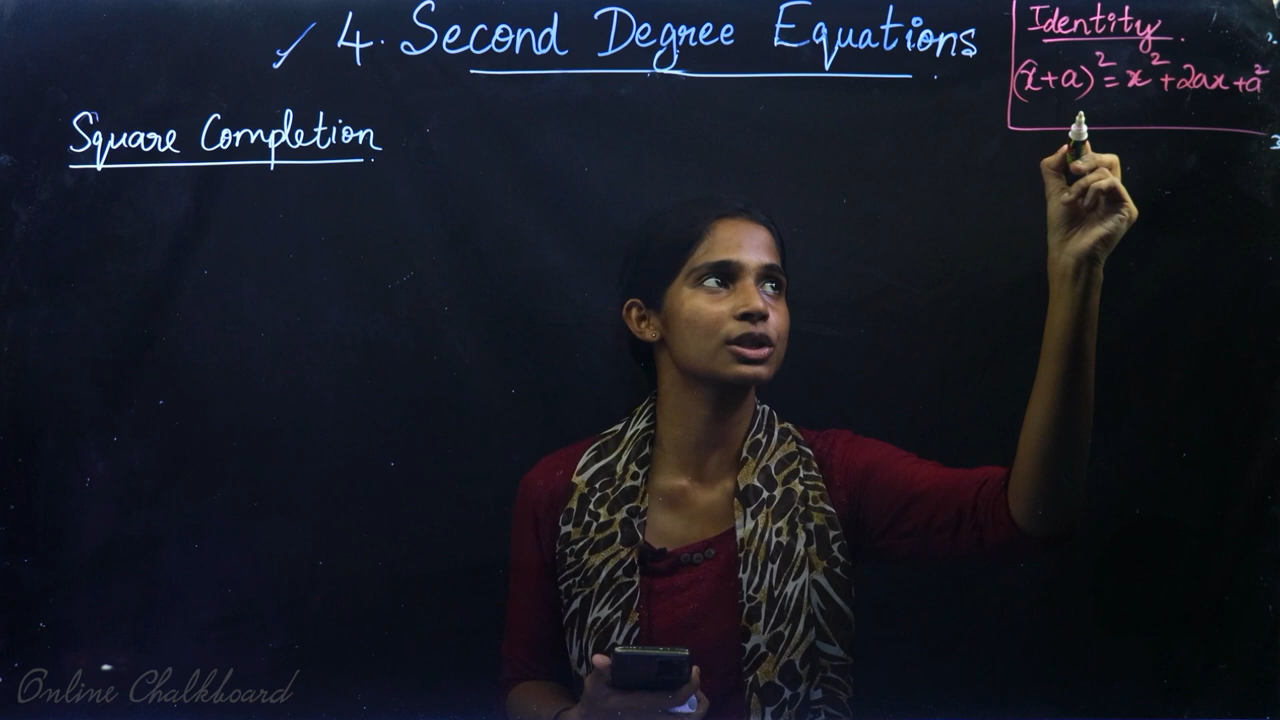 4. Second Degree Equations
Identity
(x+a)² = x² + 2ax + a²
Square Completion
Online Chalkboard